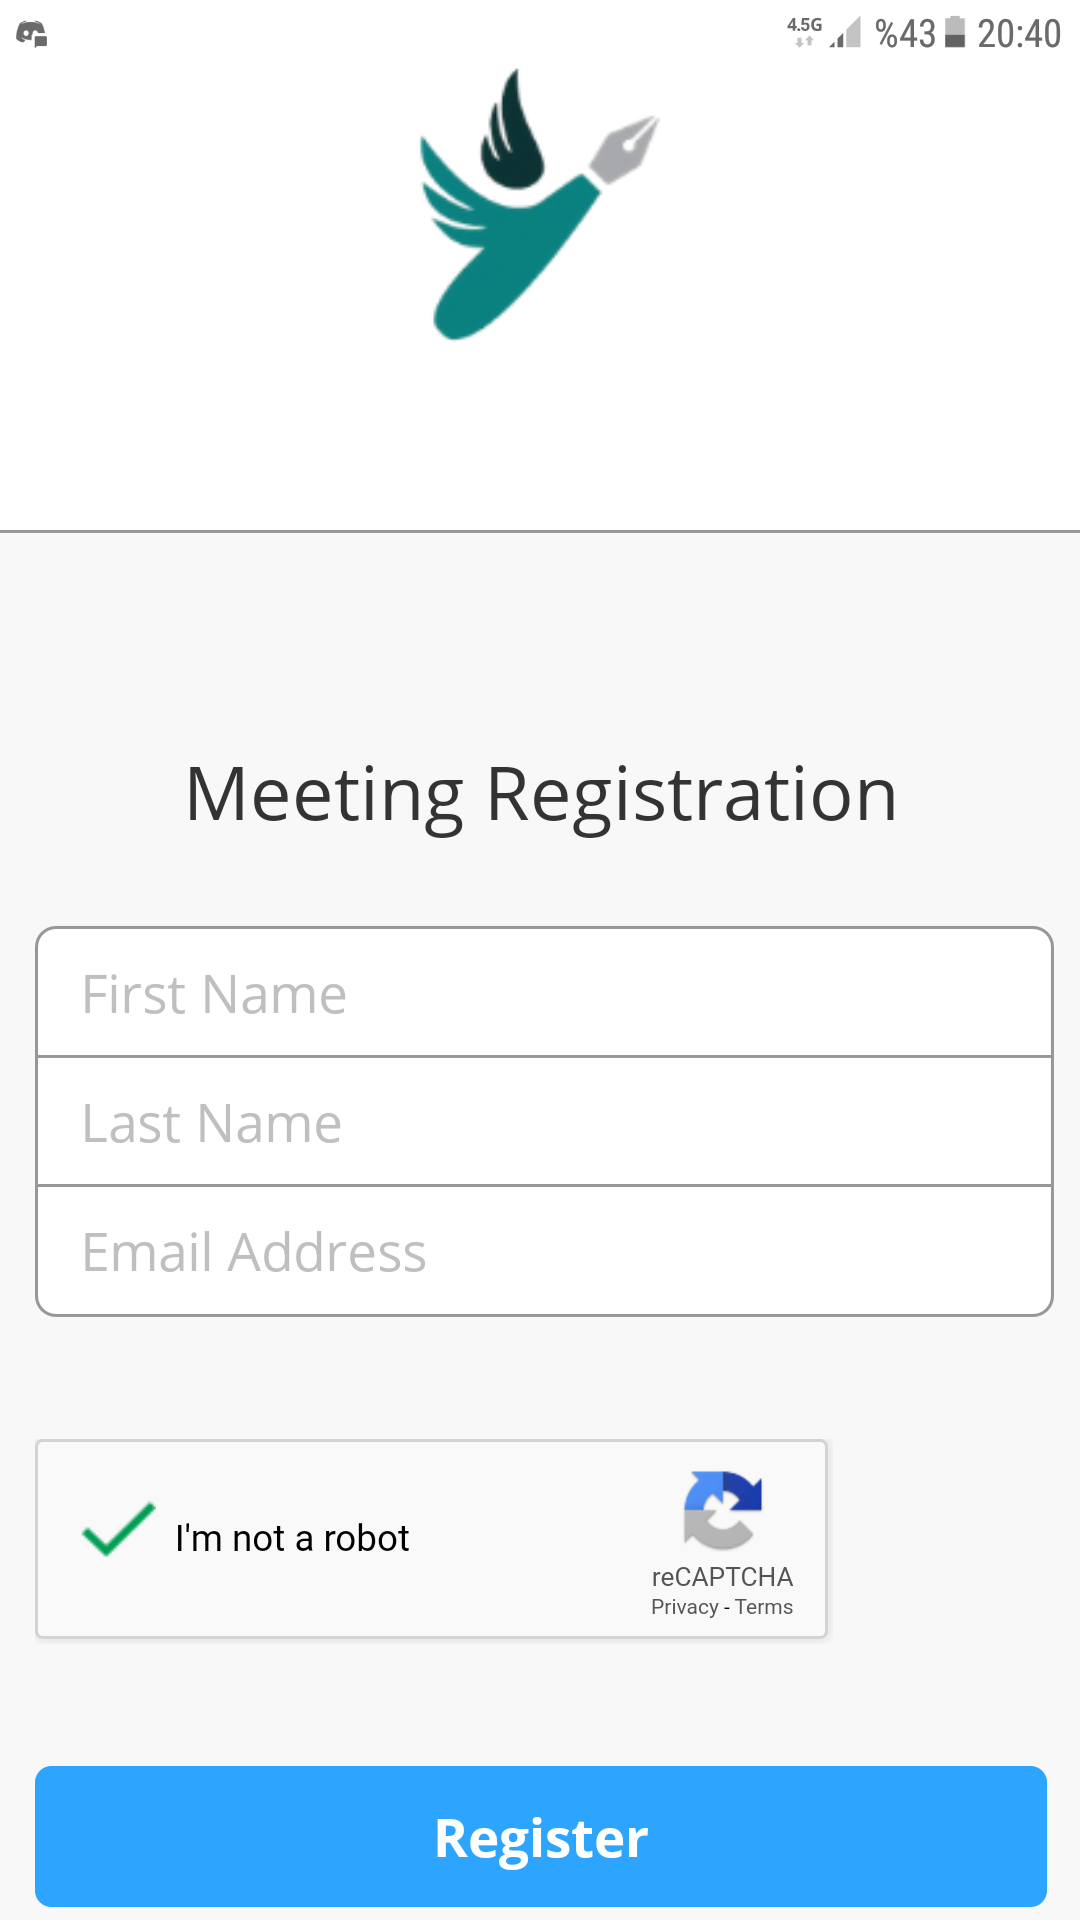 4.5G %43 20:40
Meeting Registration
First Name
Last Name
Email Address
I'm not a robot
reCAPTCHA
Privacy - Terms
Register